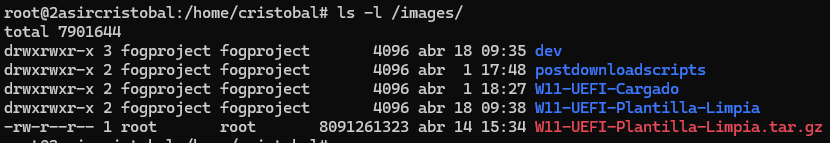 root@2asircristobal:/home/cristobal# ls -l /images/
total 7901644
drwxrwxr-x 3 fogproject fogproject       4096 abr 18 09:35 dev
drwxrwxr-x 2 fogproject fogproject       4096 abr  1 17:48 postdownloadscripts
drwxrwxr-x 2 fogproject fogproject       4096 abr  1 18:27 W11-UEFI-Cargado
drwxrwxr-x 2 fogproject fogproject       4096 abr 18 09:38 W11-UEFI-Plantilla-Limpia
-rw-r--r-- 1 root       root       8091261323 abr 14 15:34 W11-UEFI-Plantilla-Limpia.tar.gz